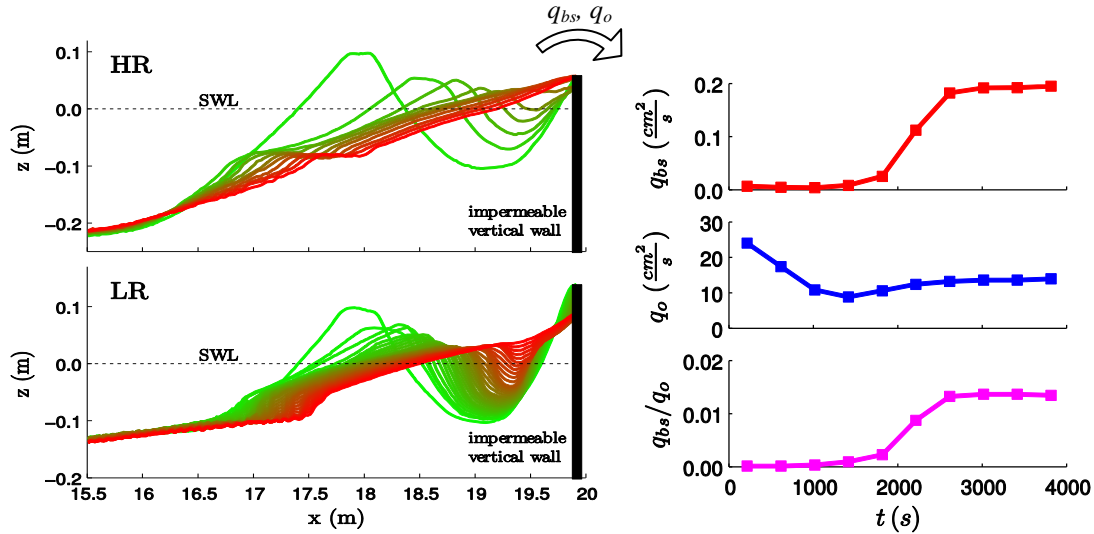 q_bs, q_o
HR
SWL
z (m)
0.1
0.0
−0.1
−0.2
impermeable
vertical wall
LR
SWL
z (m)
0.1
0.0
−0.1
−0.2
impermeable
vertical wall
15.5 16 16.5 17 17.5 18 18.5 19 19.5 20
x (m)
q_bs (cm²/s)
0.2
0.1
0.0
q_o (cm²/s)
30
20
10
0
q_bs/q_o
0.02
0.01
0.00
0 1000 2000 3000 4000
t (s)